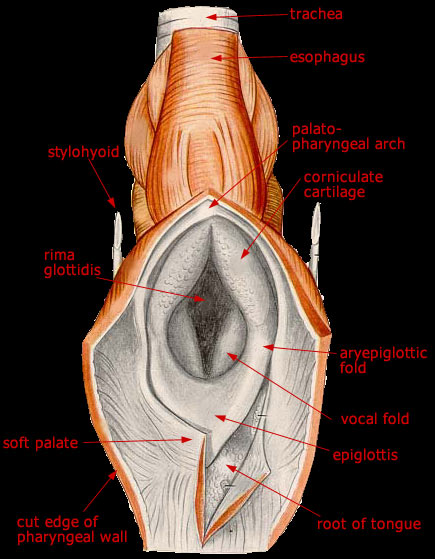 trachea
esophagus
palato-
pharyngeal arch
stylohyoid
corniculate
cartilage
rima
glottidis
aryepiglottic
fold
vocal fold
soft palate
epiglottis
cut edge of
pharyngeal wall
root of tongue